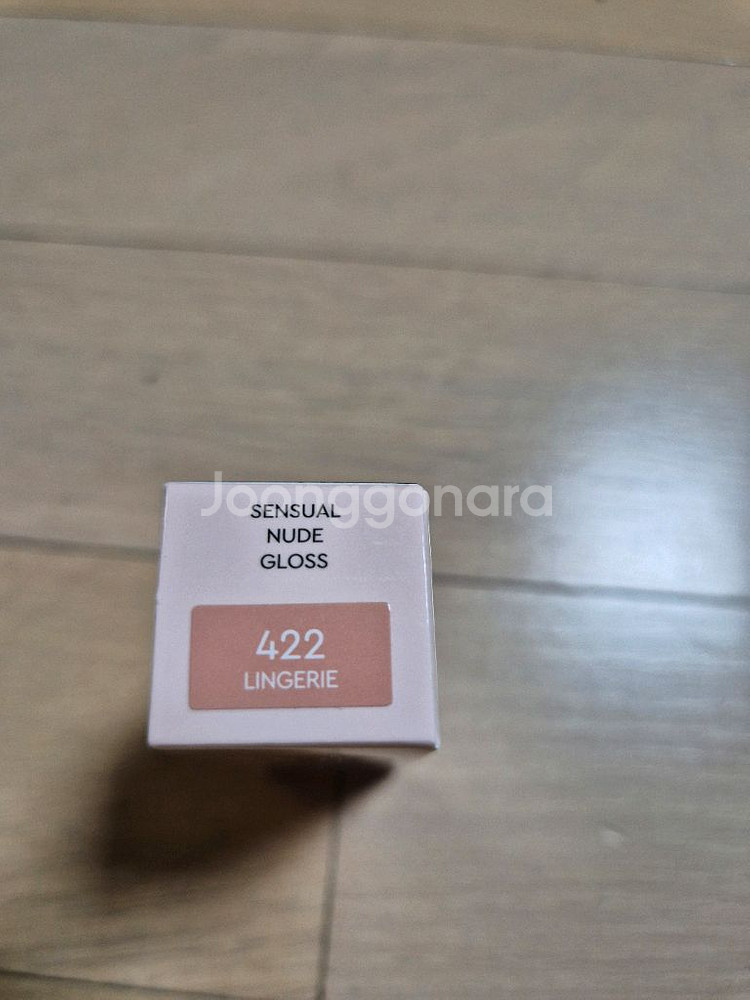 Joonggonara
SENSUAL
NUDE
GLOSS
422
LINGERIE